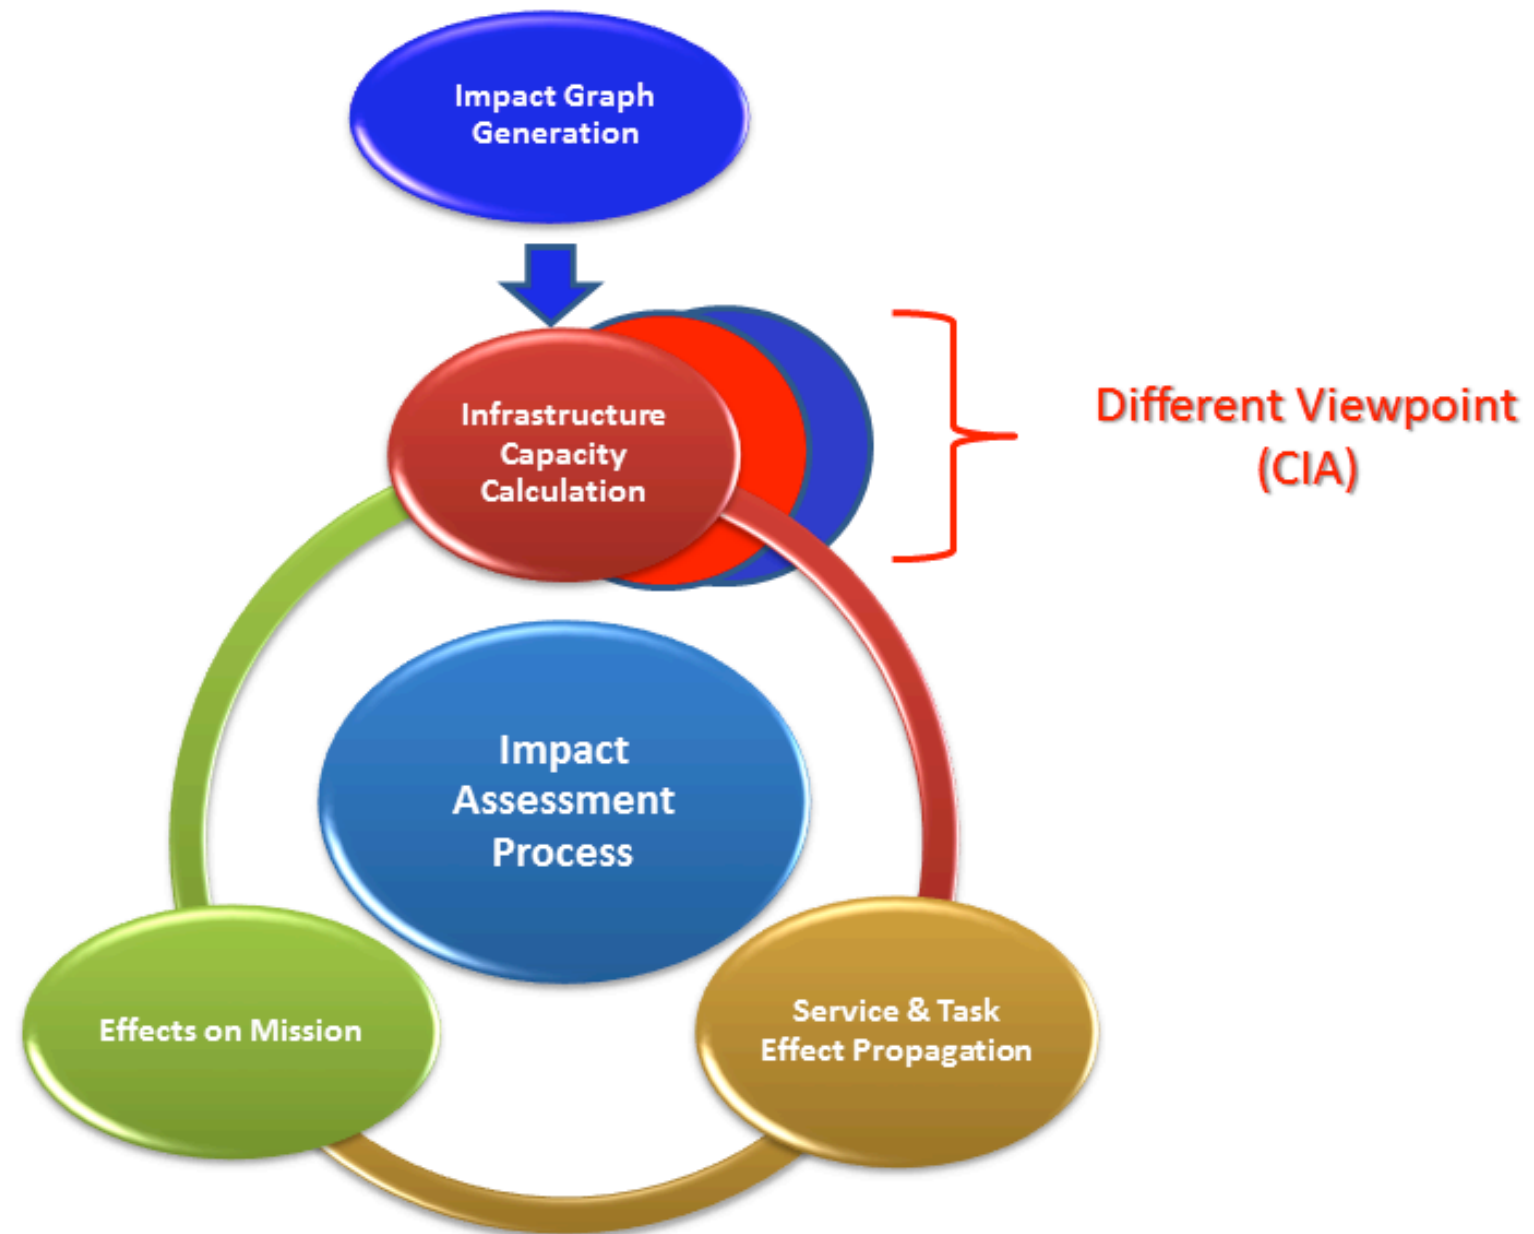 Impact Graph
Generation
Infrastructure
Capacity
Calculation
Different Viewpoint
(CIA)
Impact
Assessment
Process
Effects on Mission
Service & Task
Effect Propagation